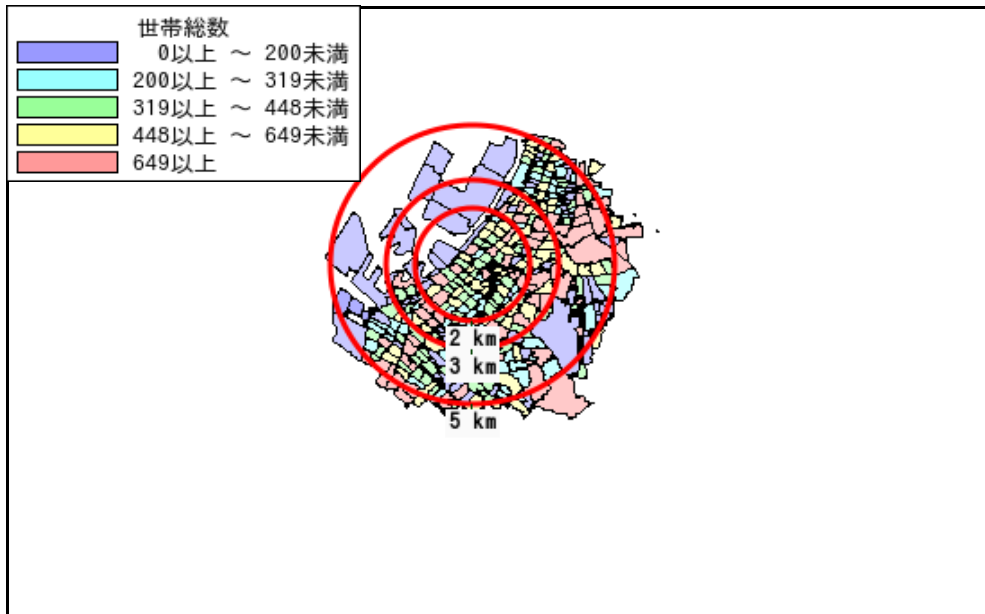 世帯総数
0以上 ～ 200未満
200以上 ～ 319未満
319以上 ～ 448未満
448以上 ～ 649未満
649以上
2 km
3 km
5 km